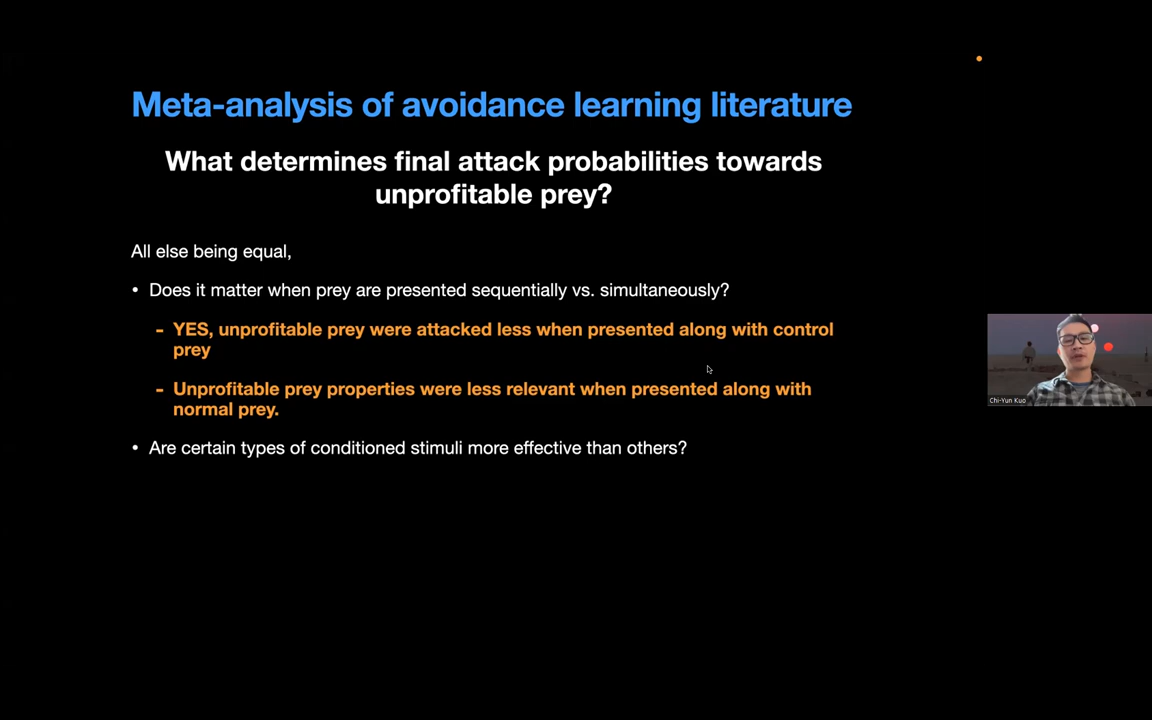 Meta-analysis of avoidance learning literature
What determines final attack probabilities towards
unprofitable prey?
All else being equal,
• Does it matter when prey are presented sequentially vs. simultaneously?
- YES, unprofitable prey were attacked less when presented along with control
prey
- Unprofitable prey properties were less relevant when presented along with
normal prey.
• Are certain types of conditioned stimuli more effective than others?
Chi-Yun Kuo